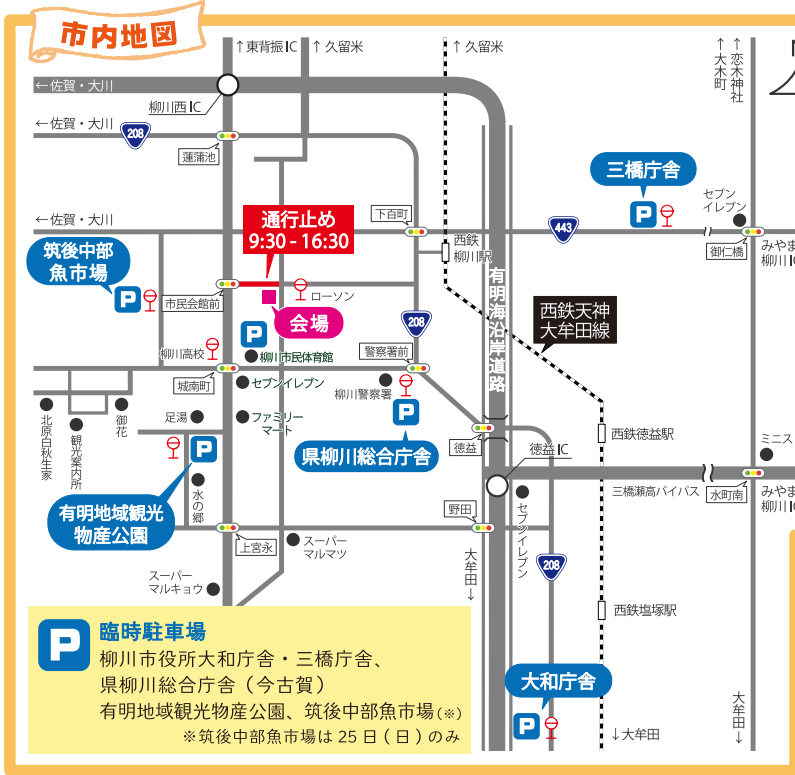 市内地図
↑東背振IC
↑久留米
↑久留米
↑大木町
↑恋木神社
←佐賀・大川
柳川西IC
←佐賀・大川
208
蓮蒲池
三橋庁舎
P
セブン
イレブン
←佐賀・大川
通行止め
9:30-16:30
下百町
443
御仁橋
みやま
柳川I
筑後中部
魚市場
P
西鉄
柳川駅
有明海沿岸道路
市民会館前
ローソン
会場
208
西鉄天神
大牟田線
P
柳川高校
柳川市民体育館
警察署前
城南町
セブンイレブン
柳川警察署
P
北原白秋生家
観光案内所
御花
足湯
ファミリー
マート
県柳川総合庁舎
徳益
徳益IC
西鉄徳益駅
ミニス
P
有明地域観光
物産公園
水の郷
三橋瀬高バイパス
水町南
みやま
柳川I
上宮永
スーパー
マルマツ
野田
セブンイレブン
大牟田↓
208
スーパー
マルキョウ
西鉄塩塚駅
P
臨時駐車場
柳川市役所大和庁舎・三橋庁舎、
県柳川総合庁舎（今古賀）
有明地域観光物産公園、筑後中部魚市場(※)
※筑後中部魚市場は25日（日）のみ
大和庁舎
P
↓大牟田
大牟田↓